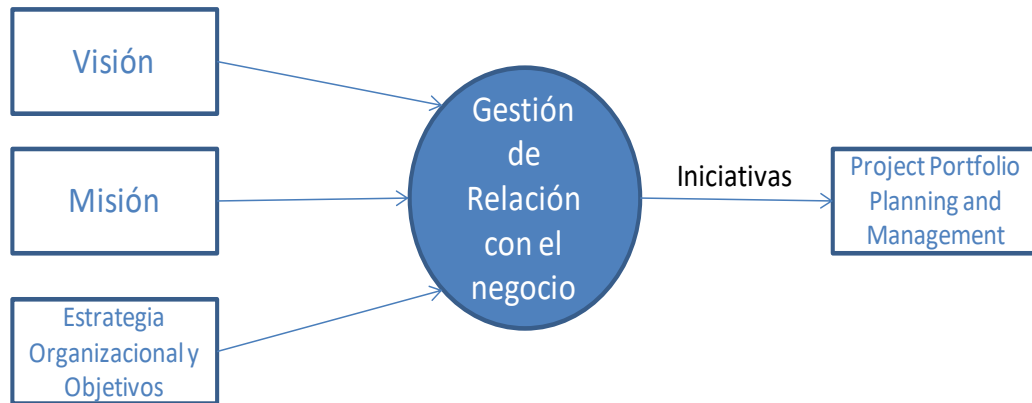 Visión
Misión
Estrategia
Organizacional y
Objetivos
Gestión
de
Relación
con el
negocio
Iniciativas
Project Portfolio
Planning and
Management